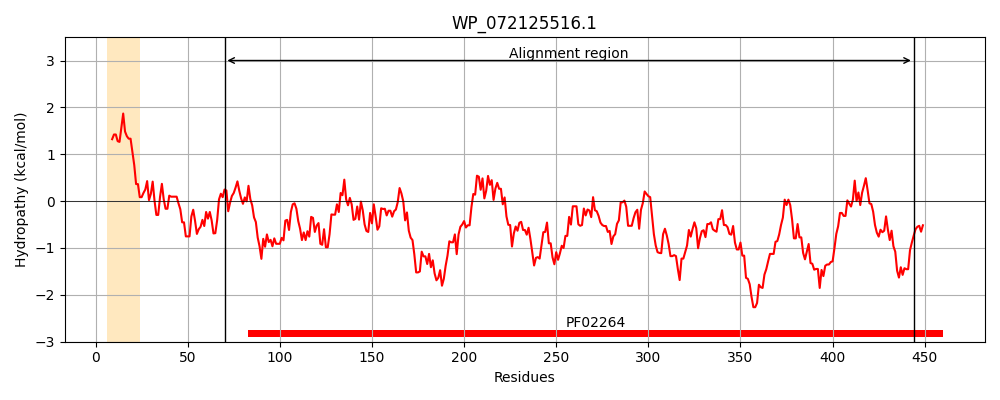 WP_072125516.1
Alignment region
3
2
1
0
−1
−2
−3
Hydropathy (kcal/mol)
PF02264
0 50 100 150 200 250 300 350 400 450
Residues